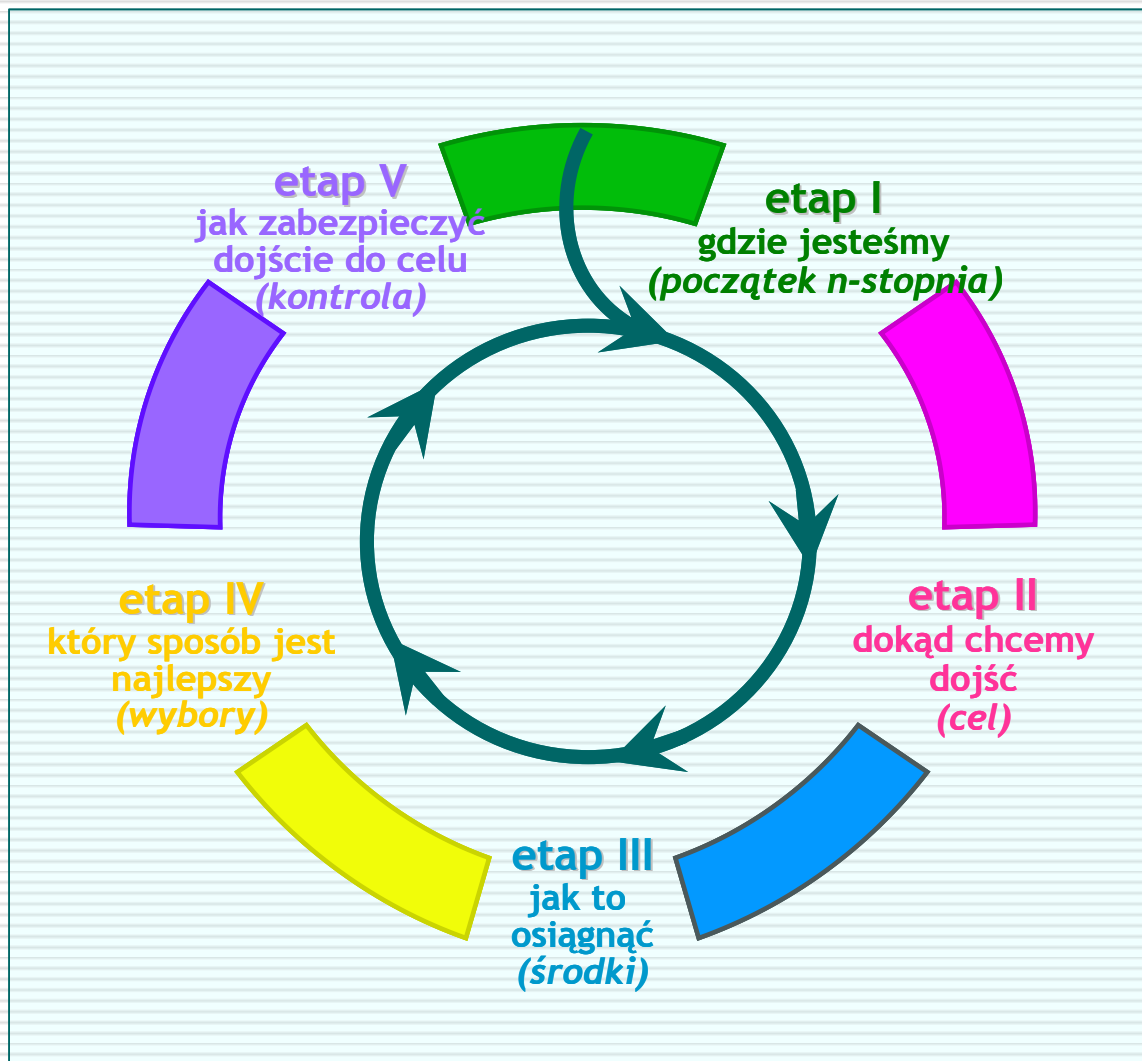 etap I
gdzie jesteśmy
(początek n-stopnia)
etap II
dokąd chcemy
dojść
(cel)
etap III
jak to
osiągnąć
(środki)
etap IV
który sposób jest
najlepszy
(wybory)
etap V
jak zabezpieczyć
dojście do celu
(kontrola)